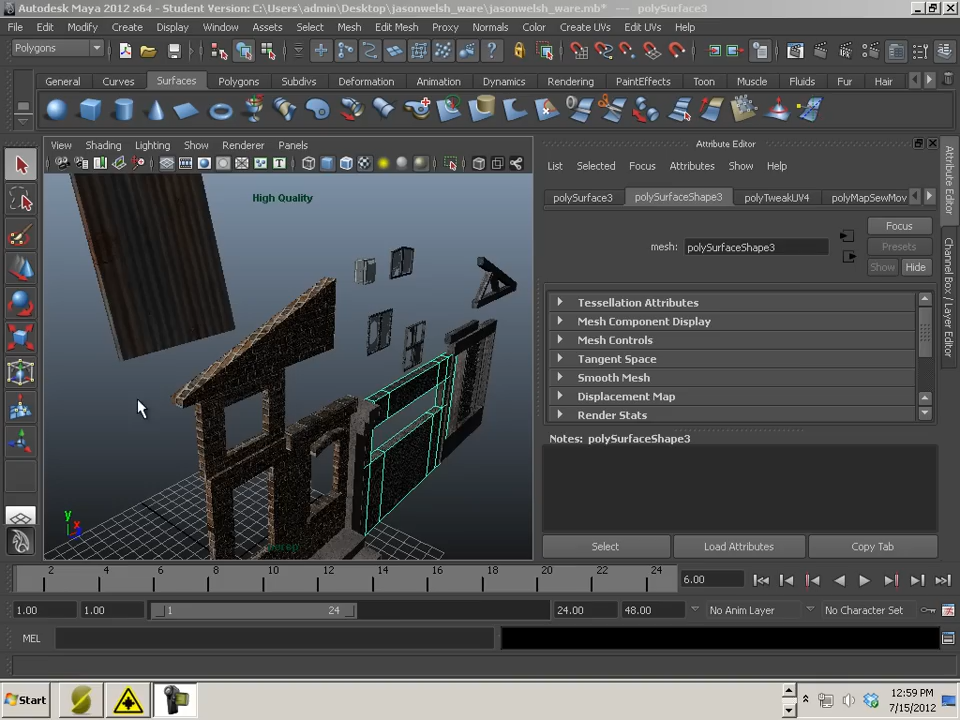 Autodesk Maya 2012 x64 - Student Version: C:\Users\admin\Desktop\jasonwelsh_ware\jasonwelsh_ware.mb* --- polySurface3
File Edit Modify Create Display Window Assets Select Mesh Edit Mesh Proxy Normals Color Create UVs Edit UVs Help
Polygons
General Curves Surfaces Polygons Subdivs Deformation Animation Dynamics Rendering PaintEffects Toon Muscle Fluids Fur Hair
View Shading Lighting Show Renderer Panels
Attribute Editor
List Selected Focus Attributes Show Help
High Quality
polySurface3 polySurfaceShape3 polyTweakUV4 polyMapSewMov
Focus
mesh: polySurfaceShape3
Presets
Show Hide
Tessellation Attributes
Mesh Component Display
Mesh Controls
Tangent Space
Smooth Mesh
Displacement Map
Render Stats
Notes: polySurfaceShape3
Attribute Editor
Channel Box / Layer Editor
y
x
persp
Select Load Attributes Copy Tab
2 4 6 8 10 12 14 16 18 20 22 24 6.00
1.00 1.00 1 24 24.00 48.00 No Anim Layer No Character Set
MEL
Start 12:59 PM
7/15/2012